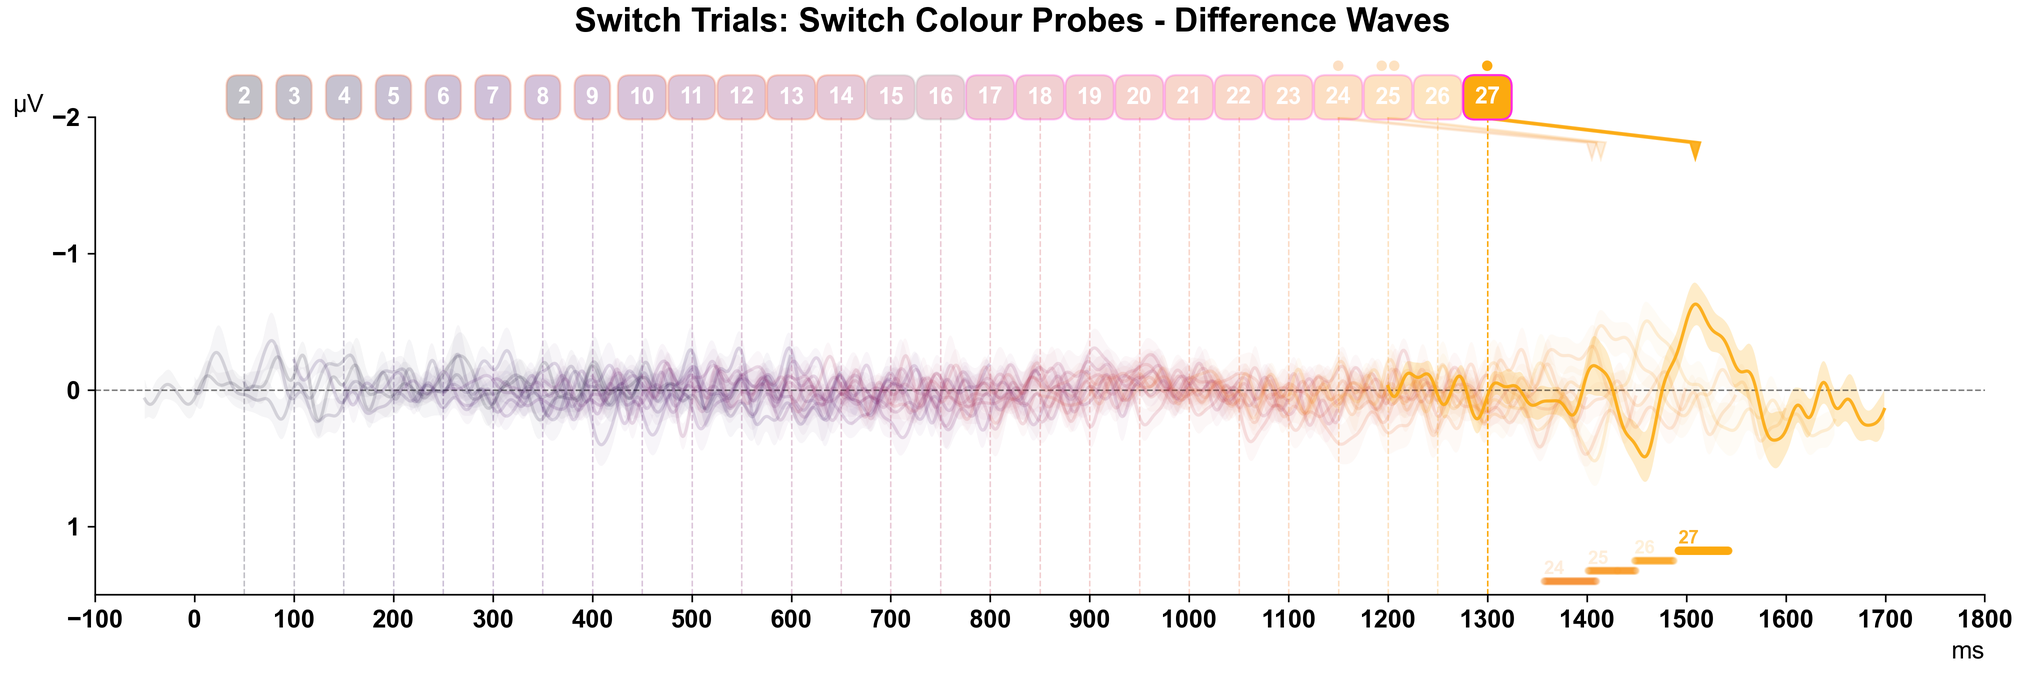 Switch Trials: Switch Colour Probes - Difference Waves
2 3 4 5 6 7 8 9 10 11 12 13 14 15 16 17 18 19 20 21 22 23 24 25 26 27
µV
−2
−1
0
1
27
26
25
24
−100 0 100 200 300 400 500 600 700 800 900 1000 1100 1200 1300 1400 1500 1600 1700 1800
ms